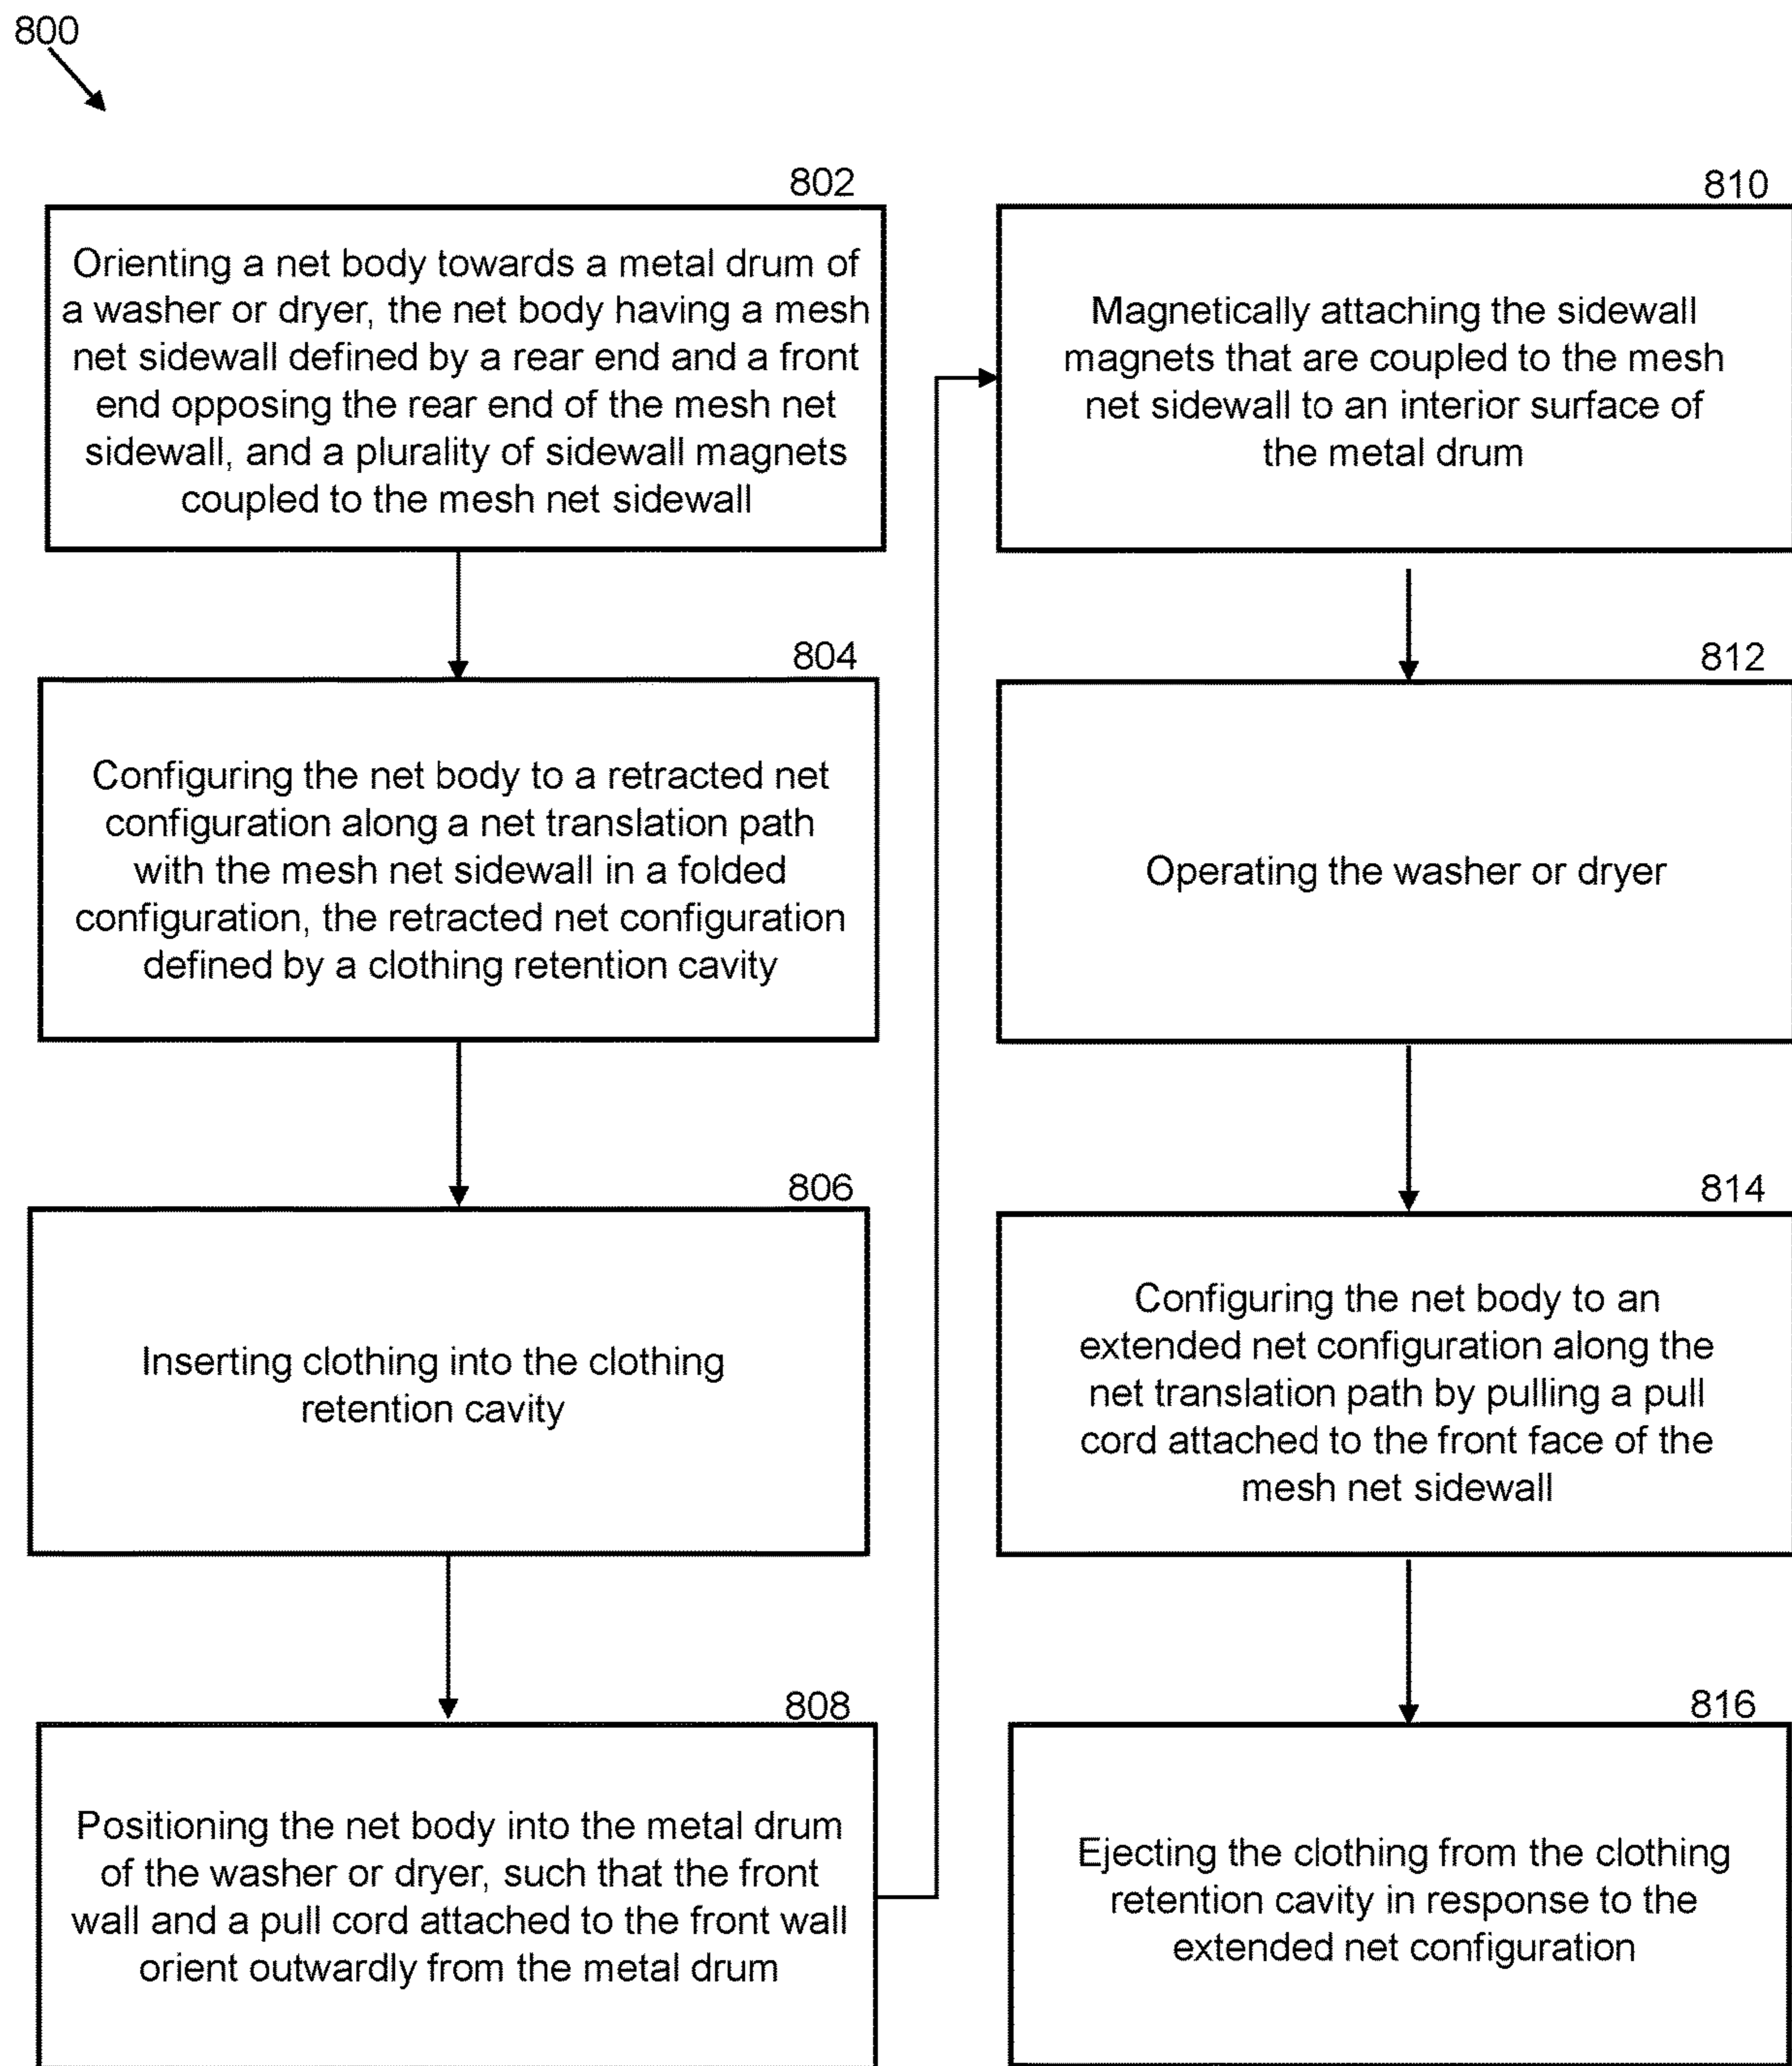 800
802
Orienting a net body towards a metal drum of
a washer or dryer, the net body having a mesh
net sidewall defined by a rear end and a front
end opposing the rear end of the mesh net
sidewall, and a plurality of sidewall magnets
coupled to the mesh net sidewall
804
Configuring the net body to a retracted net
configuration along a net translation path
with the mesh net sidewall in a folded
configuration, the retracted net configuration
defined by a clothing retention cavity
806
Inserting clothing into the clothing
retention cavity
808
Positioning the net body into the metal drum
of the washer or dryer, such that the front
wall and a pull cord attached to the front wall
orient outwardly from the metal drum
810
Magnetically attaching the sidewall
magnets that are coupled to the mesh
net sidewall to an interior surface of
the metal drum
812
Operating the washer or dryer
814
Configuring the net body to an
extended net configuration along the
net translation path by pulling a pull
cord attached to the front face of the
mesh net sidewall
816
Ejecting the clothing from the clothing
retention cavity in response to the
extended net configuration